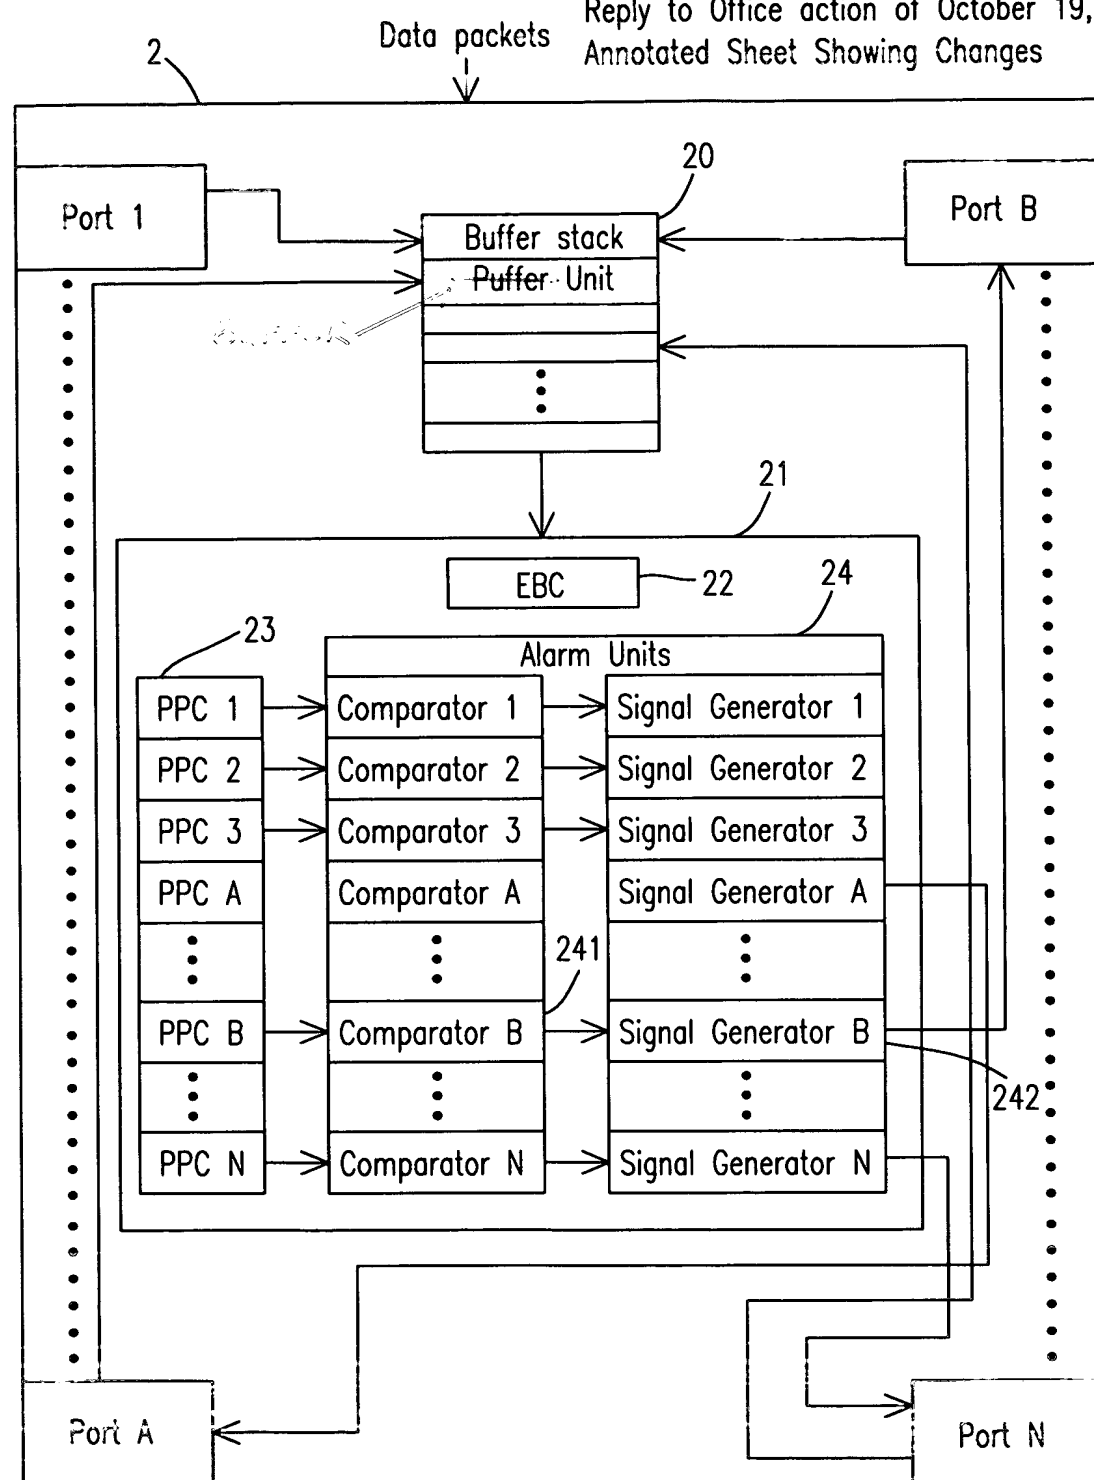 Reply to Office action of October 19,
Annotated Sheet Showing Changes
Data packets
2
20
Port 1
Port B
Buffer stack
Puffer Unit
21
EBC
22
24
23
Alarm Units
PPC 1 Comparator 1 Signal Generator 1
PPC 2 Comparator 2 Signal Generator 2
PPC 3 Comparator 3 Signal Generator 3
PPC A Comparator A Signal Generator A
241
PPC B Comparator B Signal Generator B
242
PPC N Comparator N Signal Generator N
Port A
Port N